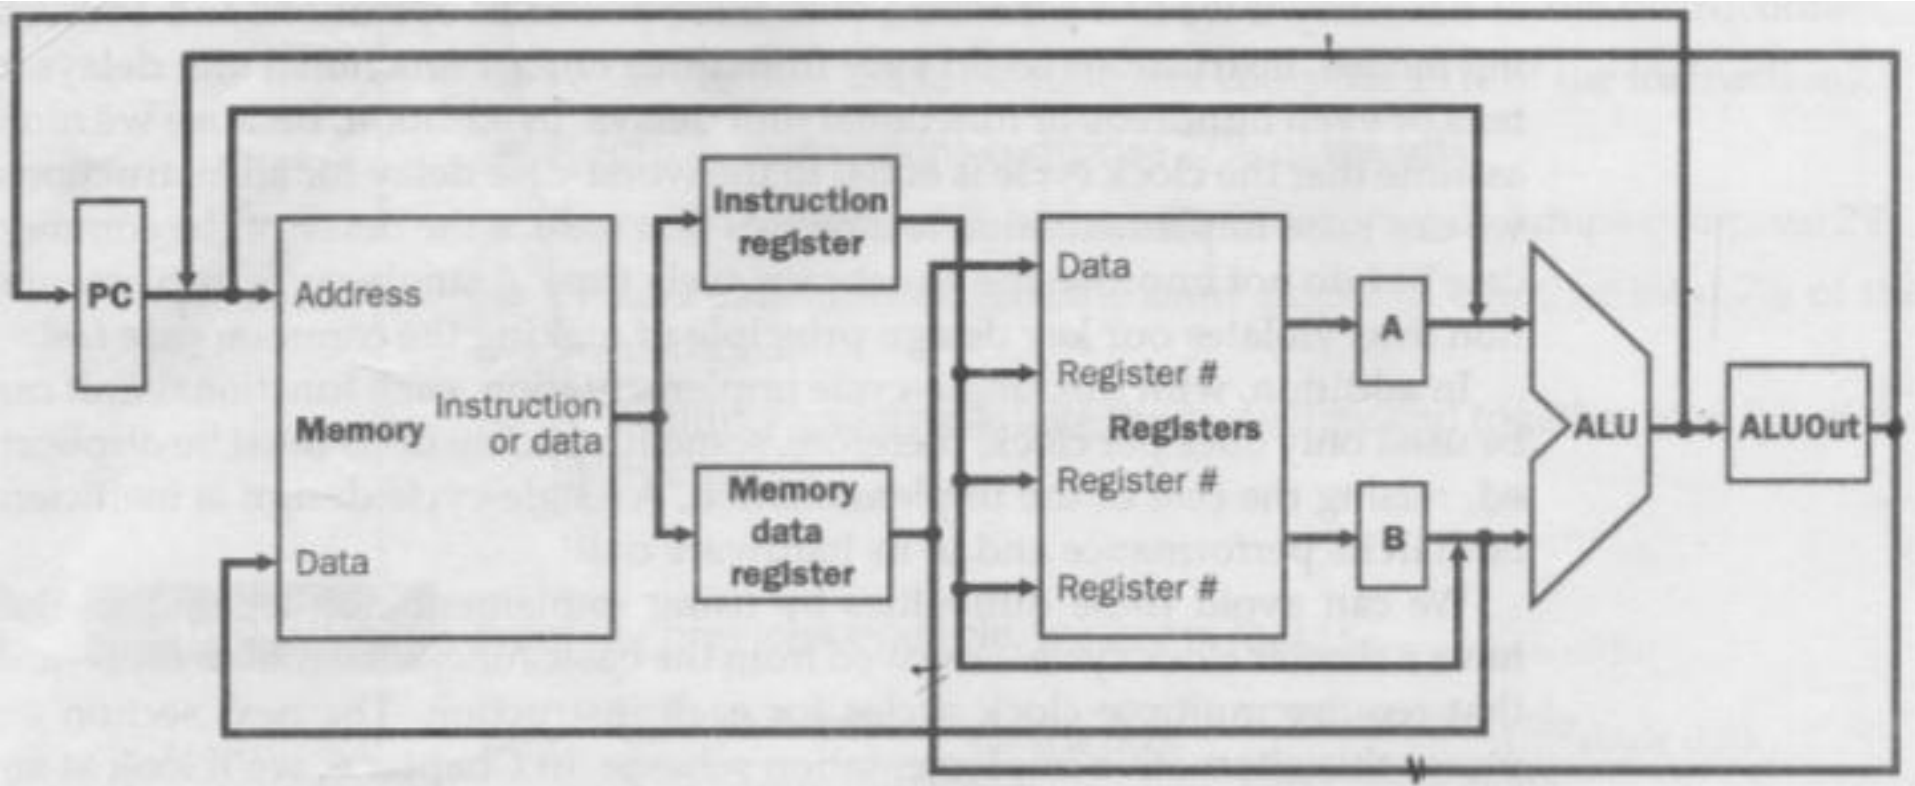 PC
Address
Memory
Instruction
or data
Data
Instruction
register
Memory
data
register
Data
Register #
Registers
Register #
Register #
A
B
ALU
ALUOut